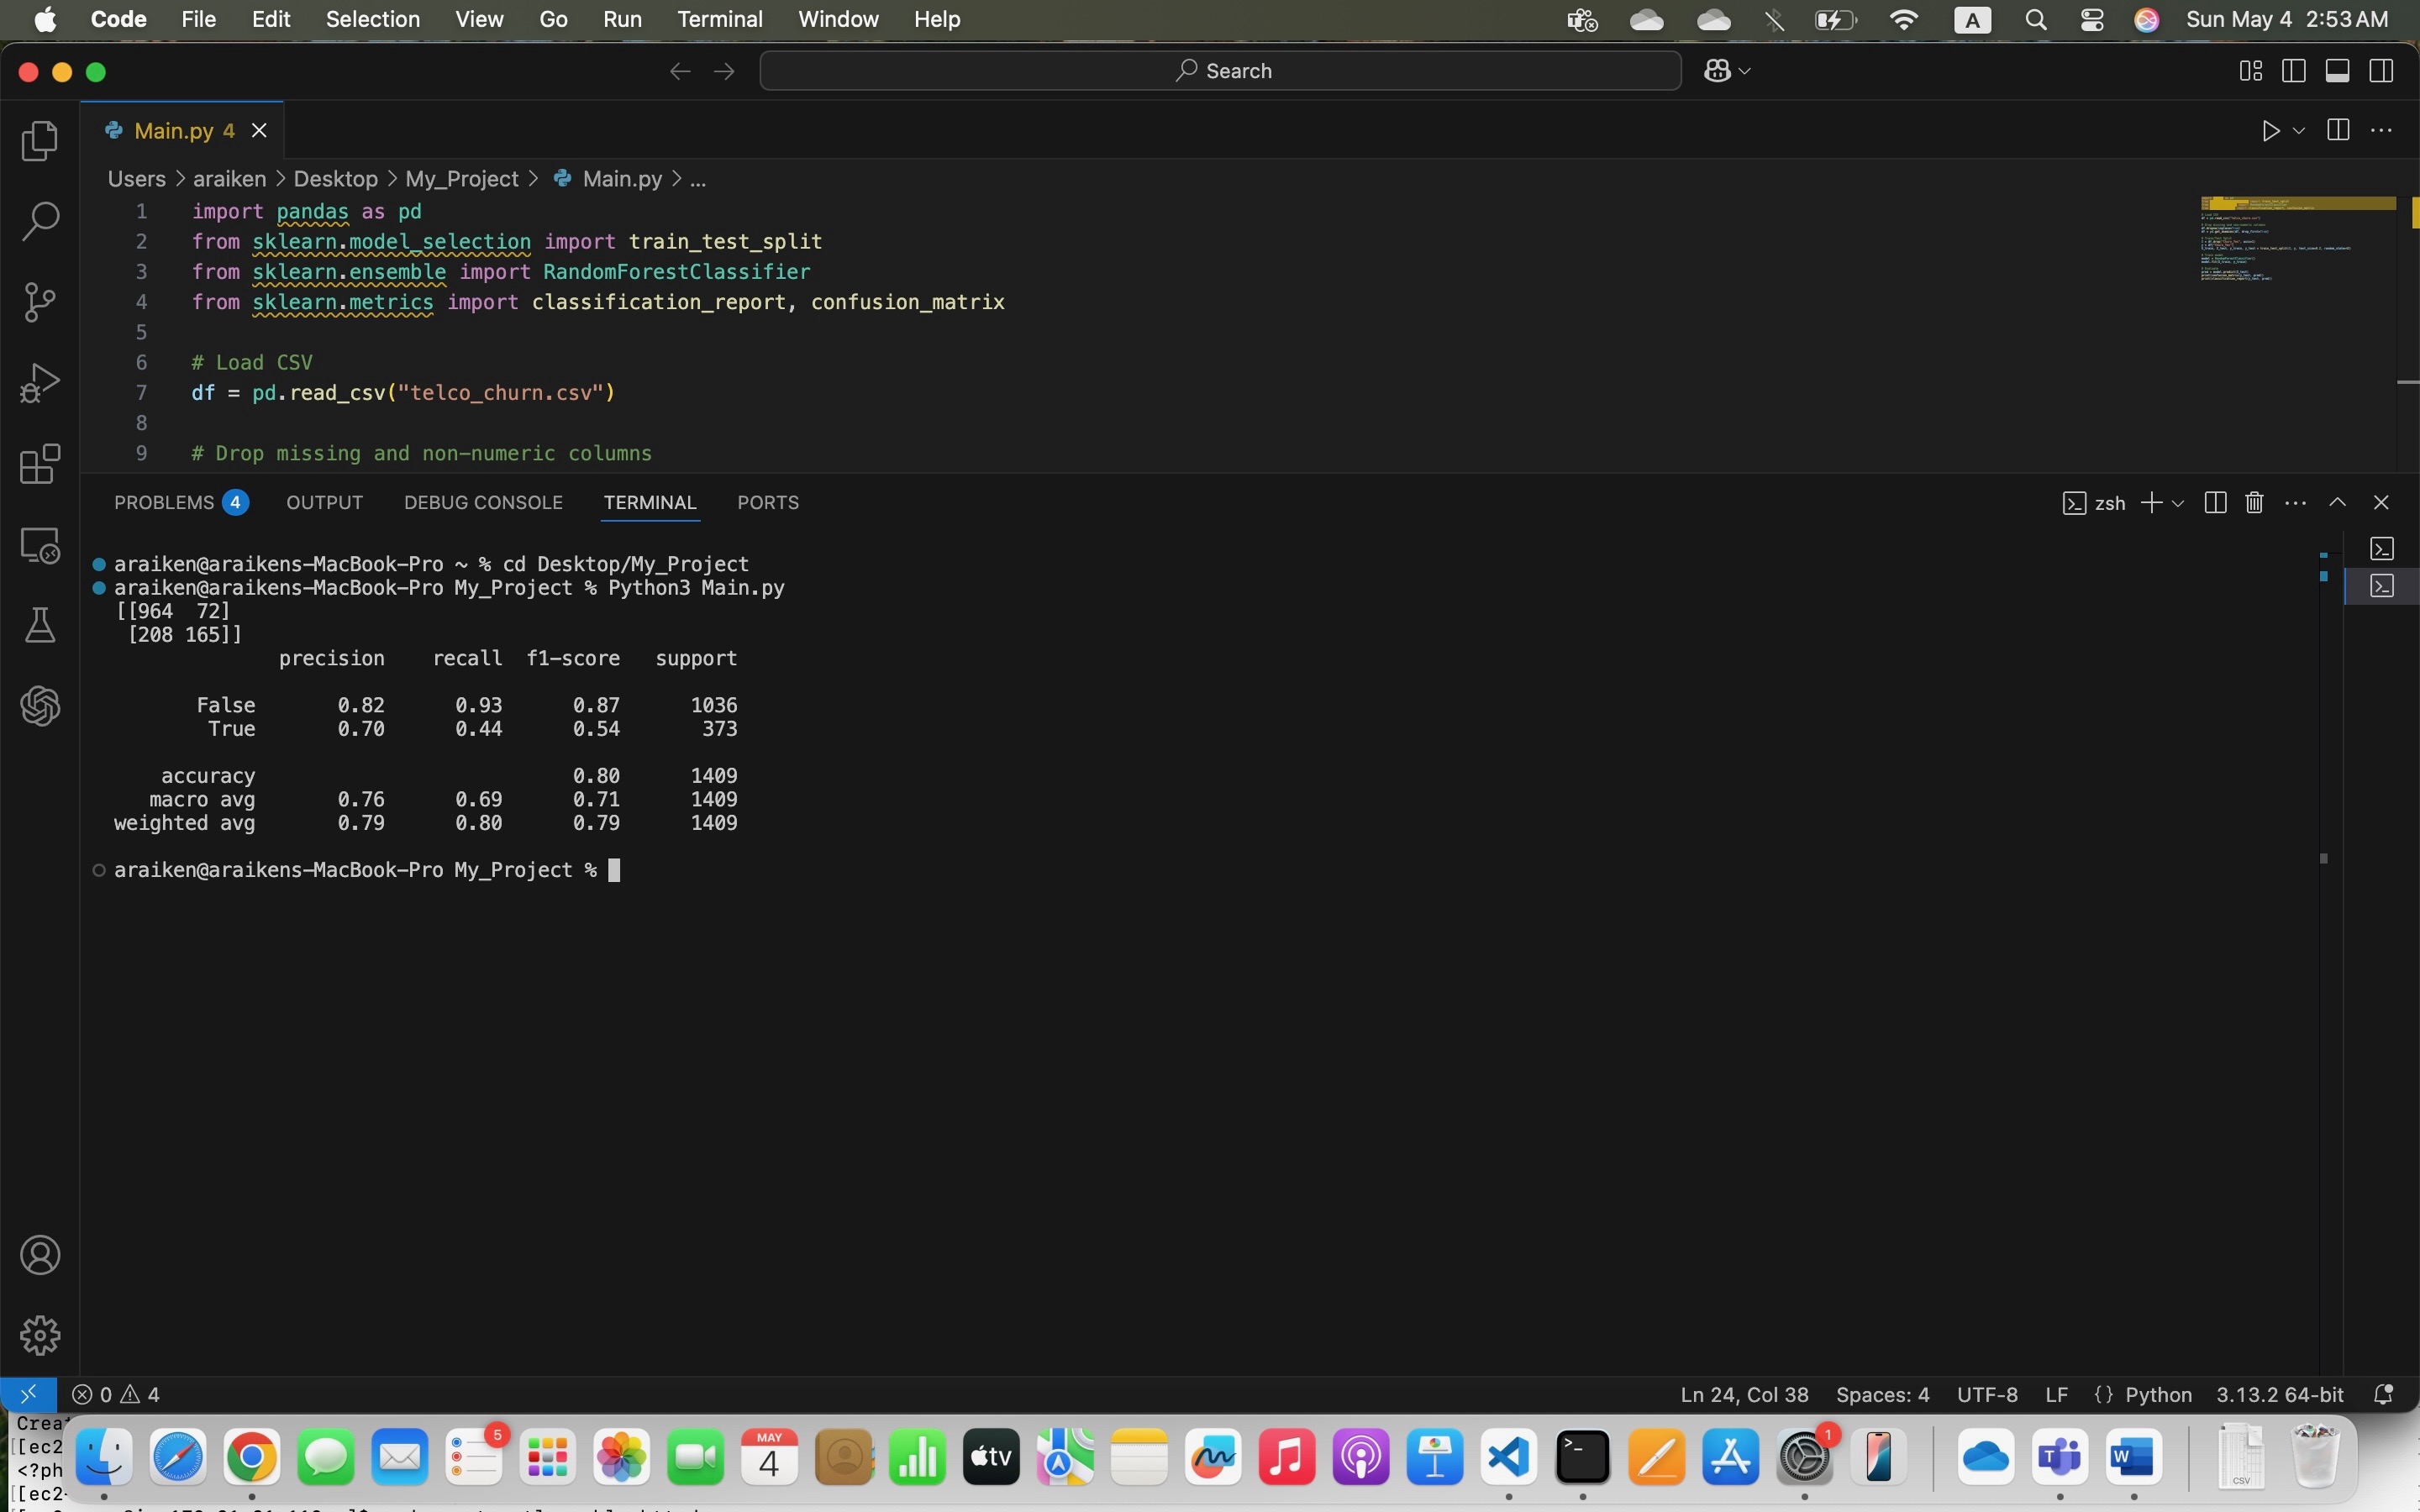 Code File Edit Selection View Go Run Terminal Window Help A Sun May 4 2:53 AM
Search
Main.py 4
Users > araiken > Desktop > My_Project > Main.py > ...
1 import pandas as pd
2 from sklearn.model_selection import train_test_split
3 from sklearn.ensemble import RandomForestClassifier
4 from sklearn.metrics import classification_report, confusion_matrix
5
6 # Load CSV
7 df = pd.read_csv("telco_churn.csv")
8
9 # Drop missing and non-numeric columns
PROBLEMS 4 OUTPUT DEBUG CONSOLE TERMINAL PORTS zsh
araiken@araikens-MacBook-Pro ~ % cd Desktop/My_Project
araiken@araikens-MacBook-Pro My_Project % Python3 Main.py
[[964 72]
[208 165]]
precision recall f1-score support
False 0.82 0.93 0.87 1036
True 0.70 0.44 0.54 373
accuracy 0.80 1409
macro avg 0.76 0.69 0.71 1409
weighted avg 0.79 0.80 0.79 1409
araiken@araikens-MacBook-Pro My_Project %
0 4 Ln 24, Col 38 Spaces: 4 UTF-8 LF {} Python 3.13.2 64-bit
[[ec2
<?ph
[[ec2-
5 MAY 4 tv 1 T W CSV